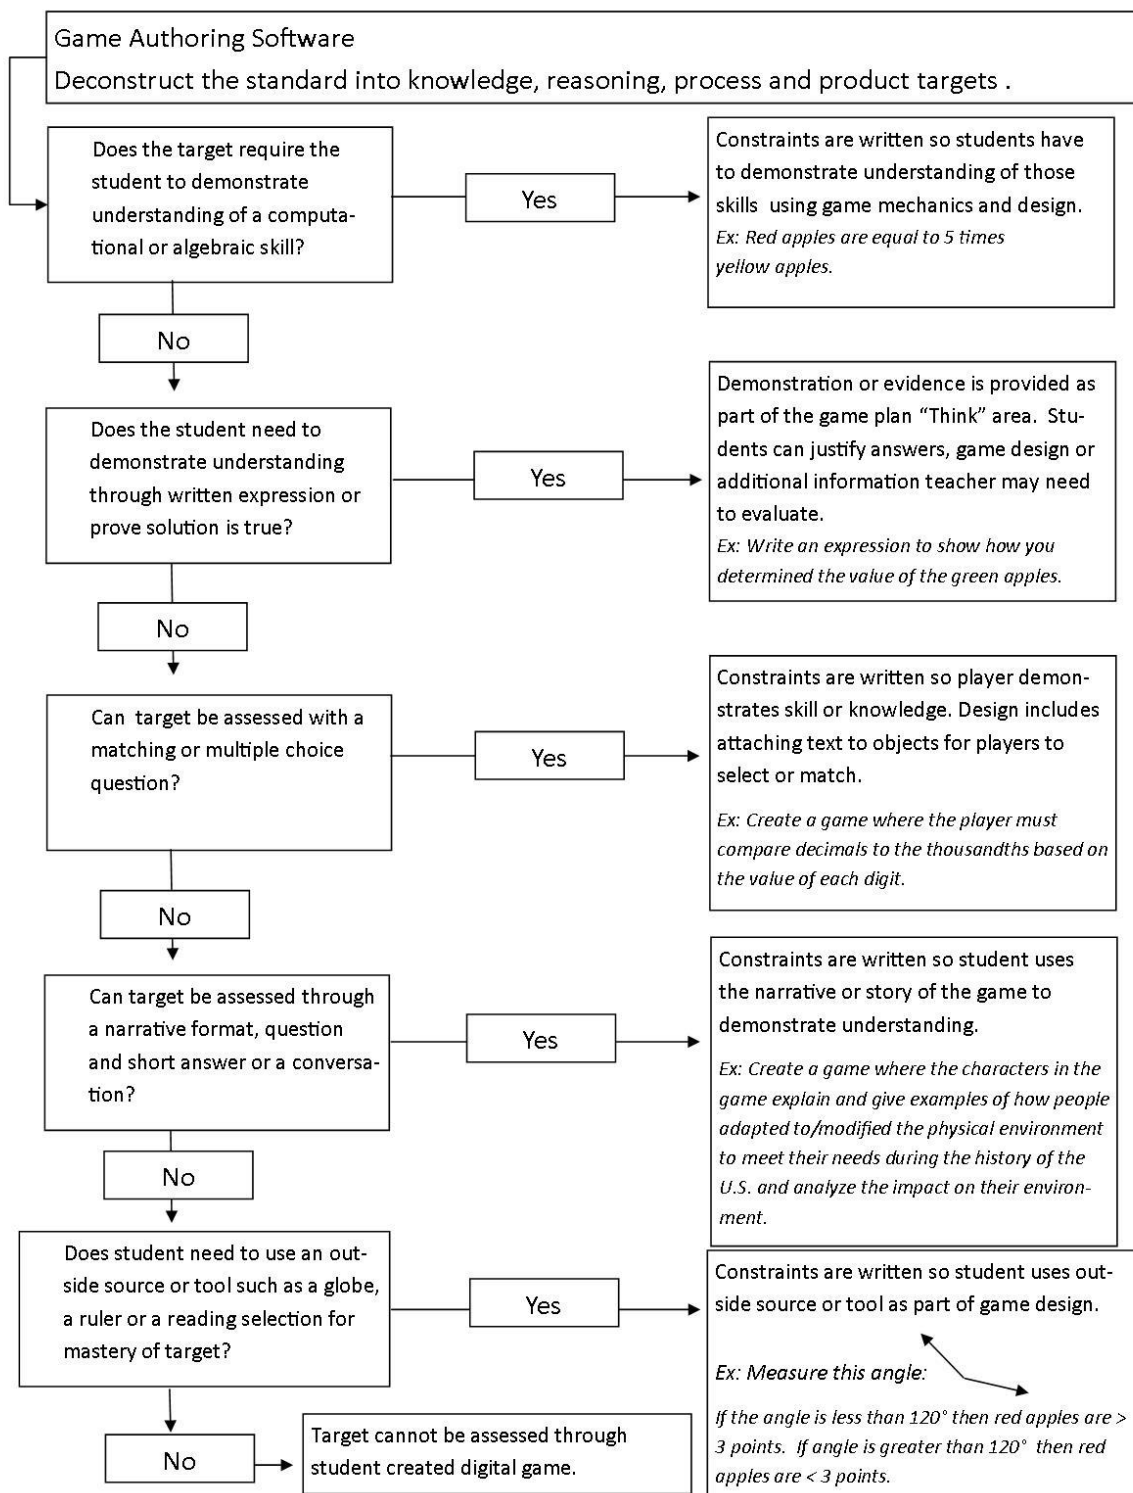 Game Authoring Software
Deconstruct the standard into knowledge, reasoning, process and product targets .
Does the target require the
student to demonstrate
understanding of a computa-
tional or algebraic skill?
Yes
Constraints are written so students have
to demonstrate understanding of those
skills  using game mechanics and design.
Ex: Red apples are equal to 5 times
yellow apples.
No
Does the student need to
demonstrate understanding
through written expression or
prove solution is true?
Yes
Demonstration or evidence is provided as
part of the game plan “Think” area.  Stu-
dents can justify answers, game design or
additional information teacher may need
to evaluate.
Ex: Write an expression to show how you
determined the value of the green apples.
No
Can  target be assessed with a
matching or multiple choice
question?
Yes
Constraints are written so player demon-
strates skill or knowledge. Design includes
attaching text to objects for players to
select or match.
Ex: Create a game where the player must
compare decimals to the thousandths based on
the value of each digit.
No
Can target be assessed through
a narrative format, question
and short answer or a conversa-
tion?
Yes
Constraints are written so student uses
the narrative or story of the game to
demonstrate understanding.
Ex: Create a game where the characters in the
game explain and give examples of how people
adapted to/modified the physical environment
to meet their needs during the history of the
U.S. and analyze the impact on their environ-
ment.
No
Does student need to use an out-
side source or tool such as a globe,
a ruler or a reading selection for
mastery of target?
Yes
Constraints are written so student uses out-
side source or tool as part of game design.
Ex: Measure this angle:
If the angle is less than 120° then red apples are >
3 points.  If angle is greater than 120°  then red
apples are < 3 points.
No
Target cannot be assessed through
student created digital game.